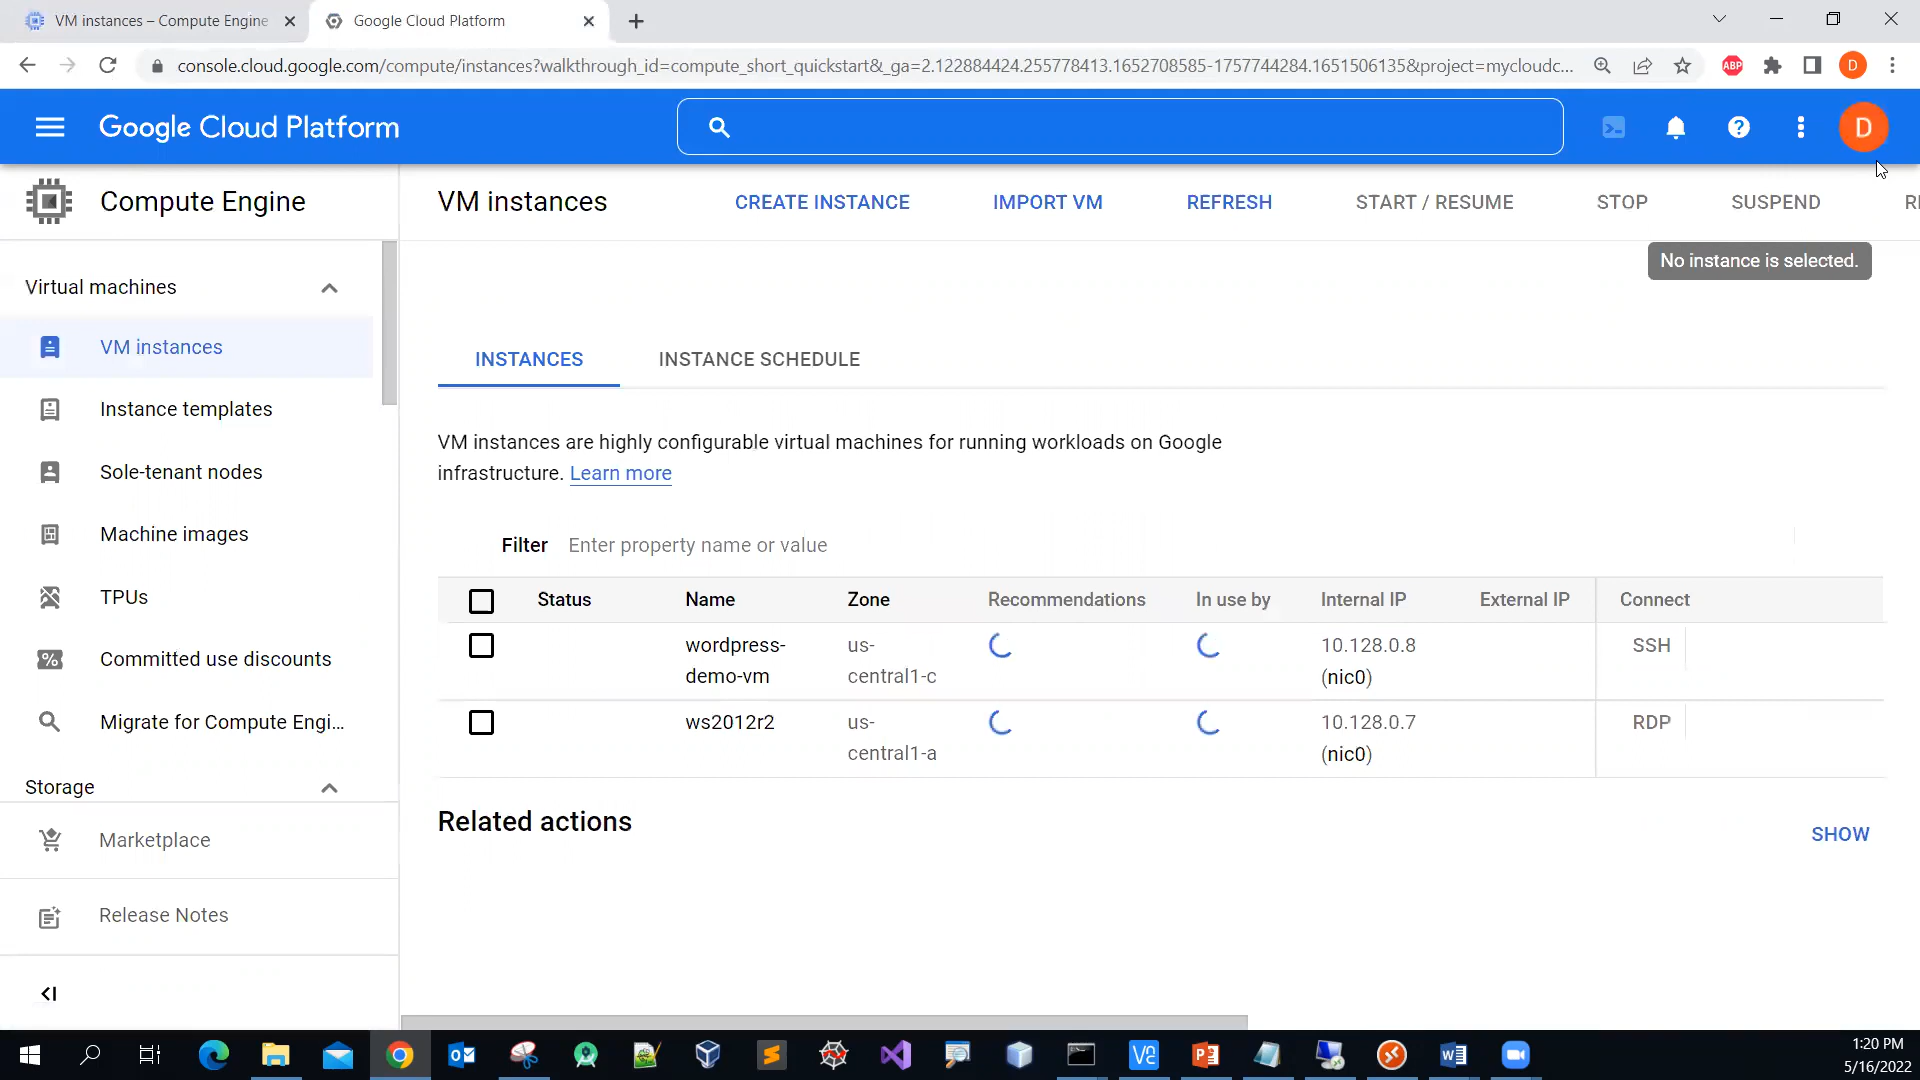 VM instances – Compute Engine
Google Cloud Platform
console.cloud.google.com/compute/instances?walkthrough_id=compute_short_quickstart&_ga=2.122884424.255778413.1652708585-1757744284.1651506135&project=mycloudc...
ABP
D
Google Cloud Platform
D
Compute Engine
VM instances
CREATE INSTANCE
IMPORT VM
REFRESH
START / RESUME
STOP
SUSPEND
No instance is selected.
Virtual machines
VM instances
Instance templates
Sole-tenant nodes
Machine images
TPUs
Committed use discounts
Migrate for Compute Engi...
Storage
Marketplace
Release Notes
INSTANCES
INSTANCE SCHEDULE
VM instances are highly configurable virtual machines for running workloads on Google
infrastructure. Learn more
Filter Enter property name or value
Status Name Zone Recommendations In use by Internal IP External IP Connect
wordpress- us- 10.128.0.8 SSH
demo-vm central1-c (nic0)
ws2012r2 us- 10.128.0.7 RDP
central1-a (nic0)
Related actions
SHOW
1:20 PM
5/16/2022